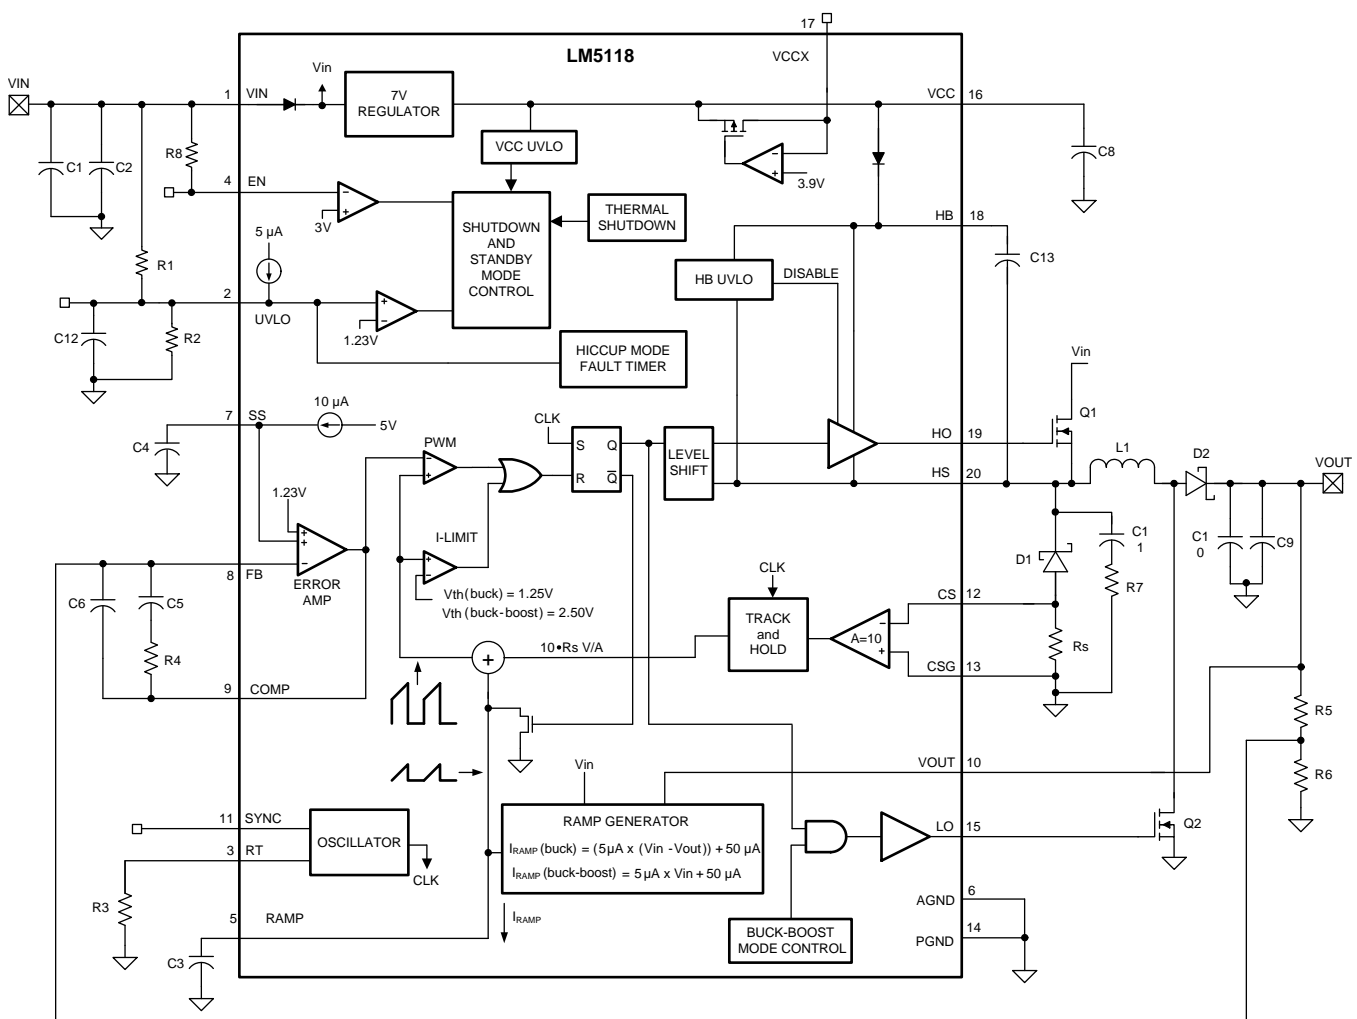 17
LM5118
VCCX
VIN
1
VIN
Vin
7V
REGULATOR
VCC
16
VCC UVLO
R8
C1
C2
C8
4
EN
3V
3.9V
THERMAL
SHUTDOWN
SHUTDOWN
AND
STANDBY
MODE
CONTROL
HB
18
5 µA
R1
C13
HB UVLO
DISABLE
2
UVLO
1.23V
C12
R2
HICCUP MODE
FAULT TIMER
Vin
10 µA
7
SS
5V
Q1
C4
PWM
CLK
S
Q
R
Q
LEVEL
SHIFT
HO
19
HS
20
L1
D2
VOUT
1.23V
I-LIMIT
ERROR
AMP
8
FB
C6
C5
R4
Vth (buck) = 1.25V
Vth (buck-boost) = 2.50V
CLK
TRACK
and
HOLD
A=10
CS
12
CSG
13
D1
C1
1
R7
Rs
C1
0
C9
10•Rs V/A
9
COMP
R5
R6
Vin
VOUT
10
RAMP GENERATOR
IRAMP (buck) = (5µA x (Vin -Vout)) + 50 µA
IRAMP (buck-boost) = 5µA x Vin + 50 µA
LO
15
Q2
11
SYNC
OSCILLATOR
3
RT
CLK
R3
5
RAMP
IRAMP
C3
BUCK-BOOST
MODE CONTROL
AGND
6
PGND
14